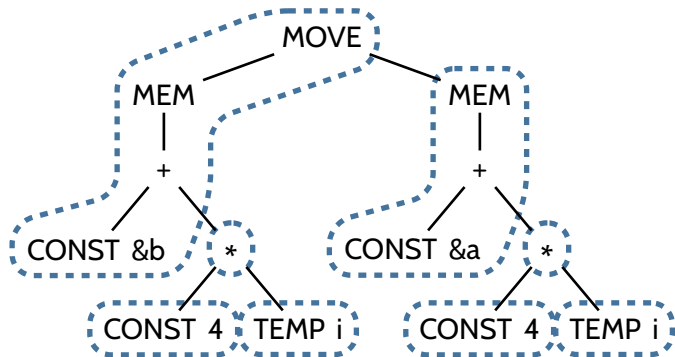 MOVE
MEM MEM
+ +
CONST &b * CONST &a *
CONST 4 TEMP i CONST 4 TEMP i